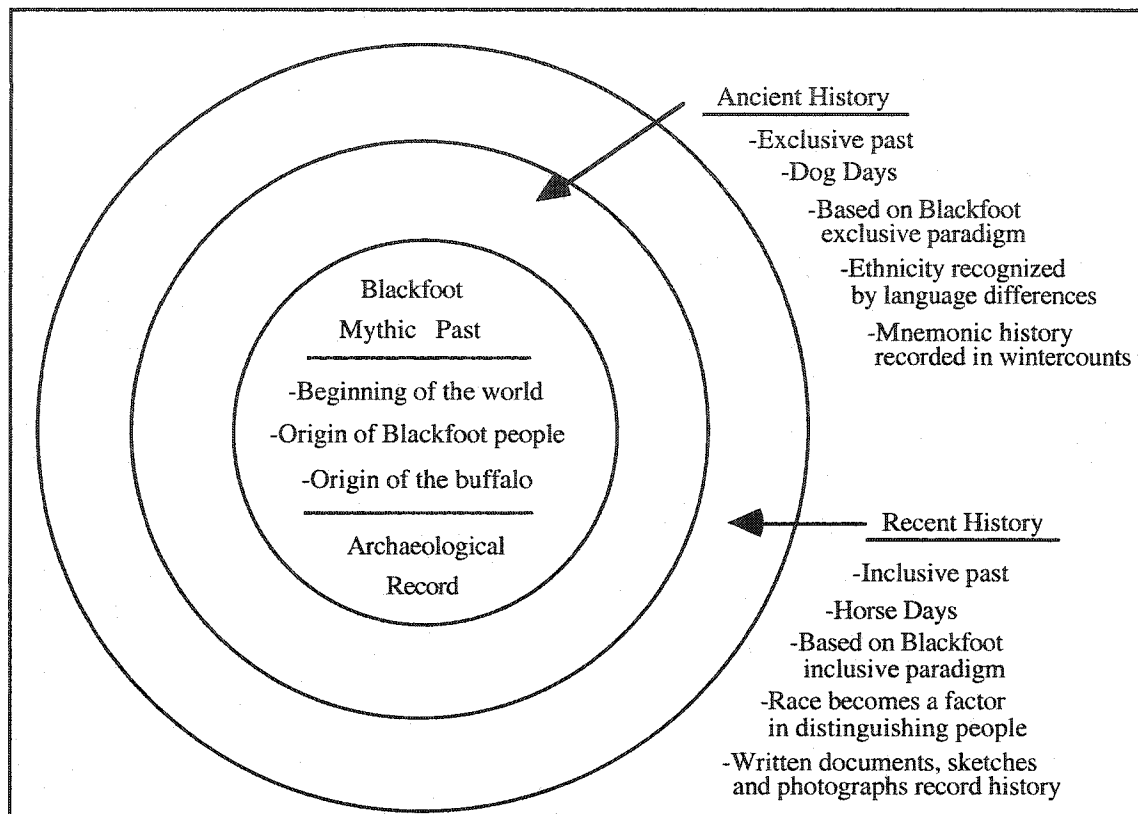 Blackfoot
Mythic Past
-Beginning of the world
-Origin of Blackfoot people
-Origin of the buffalo
Archaeological
Record
Ancient History
-Exclusive past
-Dog Days
-Based on Blackfoot
exclusive paradigm
-Ethnicity recognized
by language differences
-Mnemonic history
recorded in wintercounts
Recent History
-Inclusive past
-Horse Days
-Based on Blackfoot
inclusive paradigm
-Race becomes a factor
in distinguishing people
-Written documents, sketches
and photographs record history